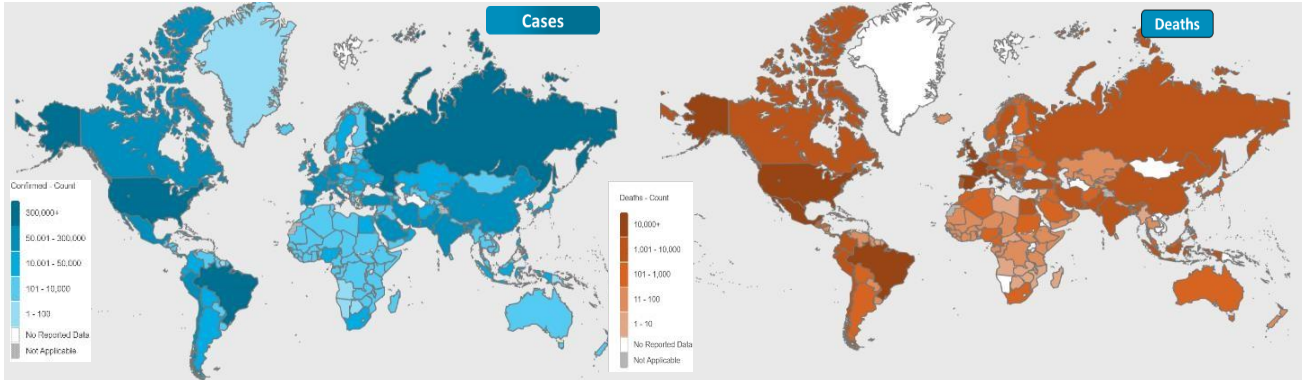 Cases
Deaths
Confirmed - Count
300,000+
50,001 - 300,000
10,001 - 50,000
101 - 10,000
1 - 100
No Reported Data
Not Applicable
Deaths - Count
10,000+
1,001 - 10,000
101 - 1,000
11 - 100
1 - 10
No Reported Data
Not Applicable